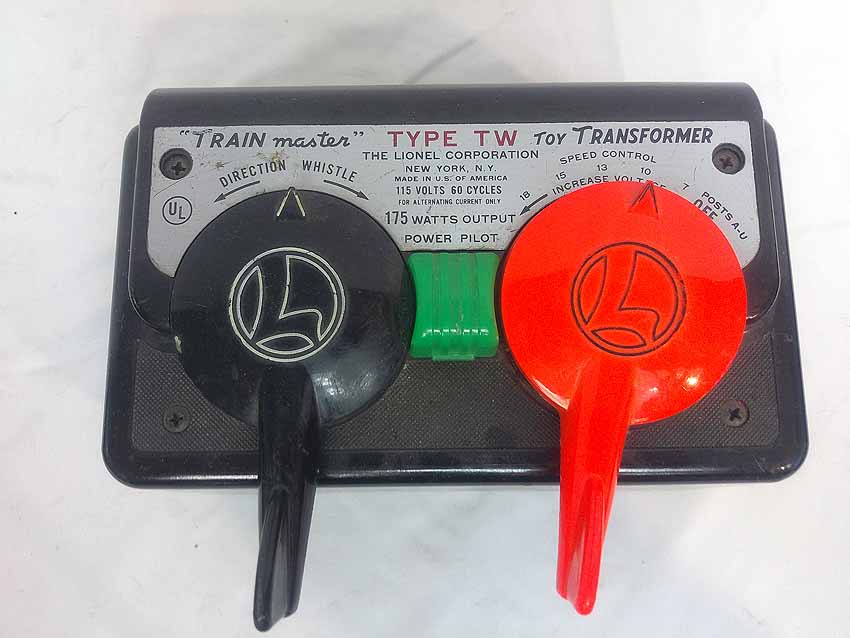 "TRAIN master" TYPE TW TOY TRANSFORMER
THE LIONEL CORPORATION
NEW YORK, N.Y.
MADE IN U.S. OF AMERICA
115 VOLTS 60 CYCLES
FOR ALTERNATING CURRENT ONLY
175 WATTS OUTPUT
POWER PILOT
DIRECTION WHISTLE
UL
SPEED CONTROL
18 15 13 10 7
INCREASE VOLTAGE
OFF
POSTS A-U
L
L